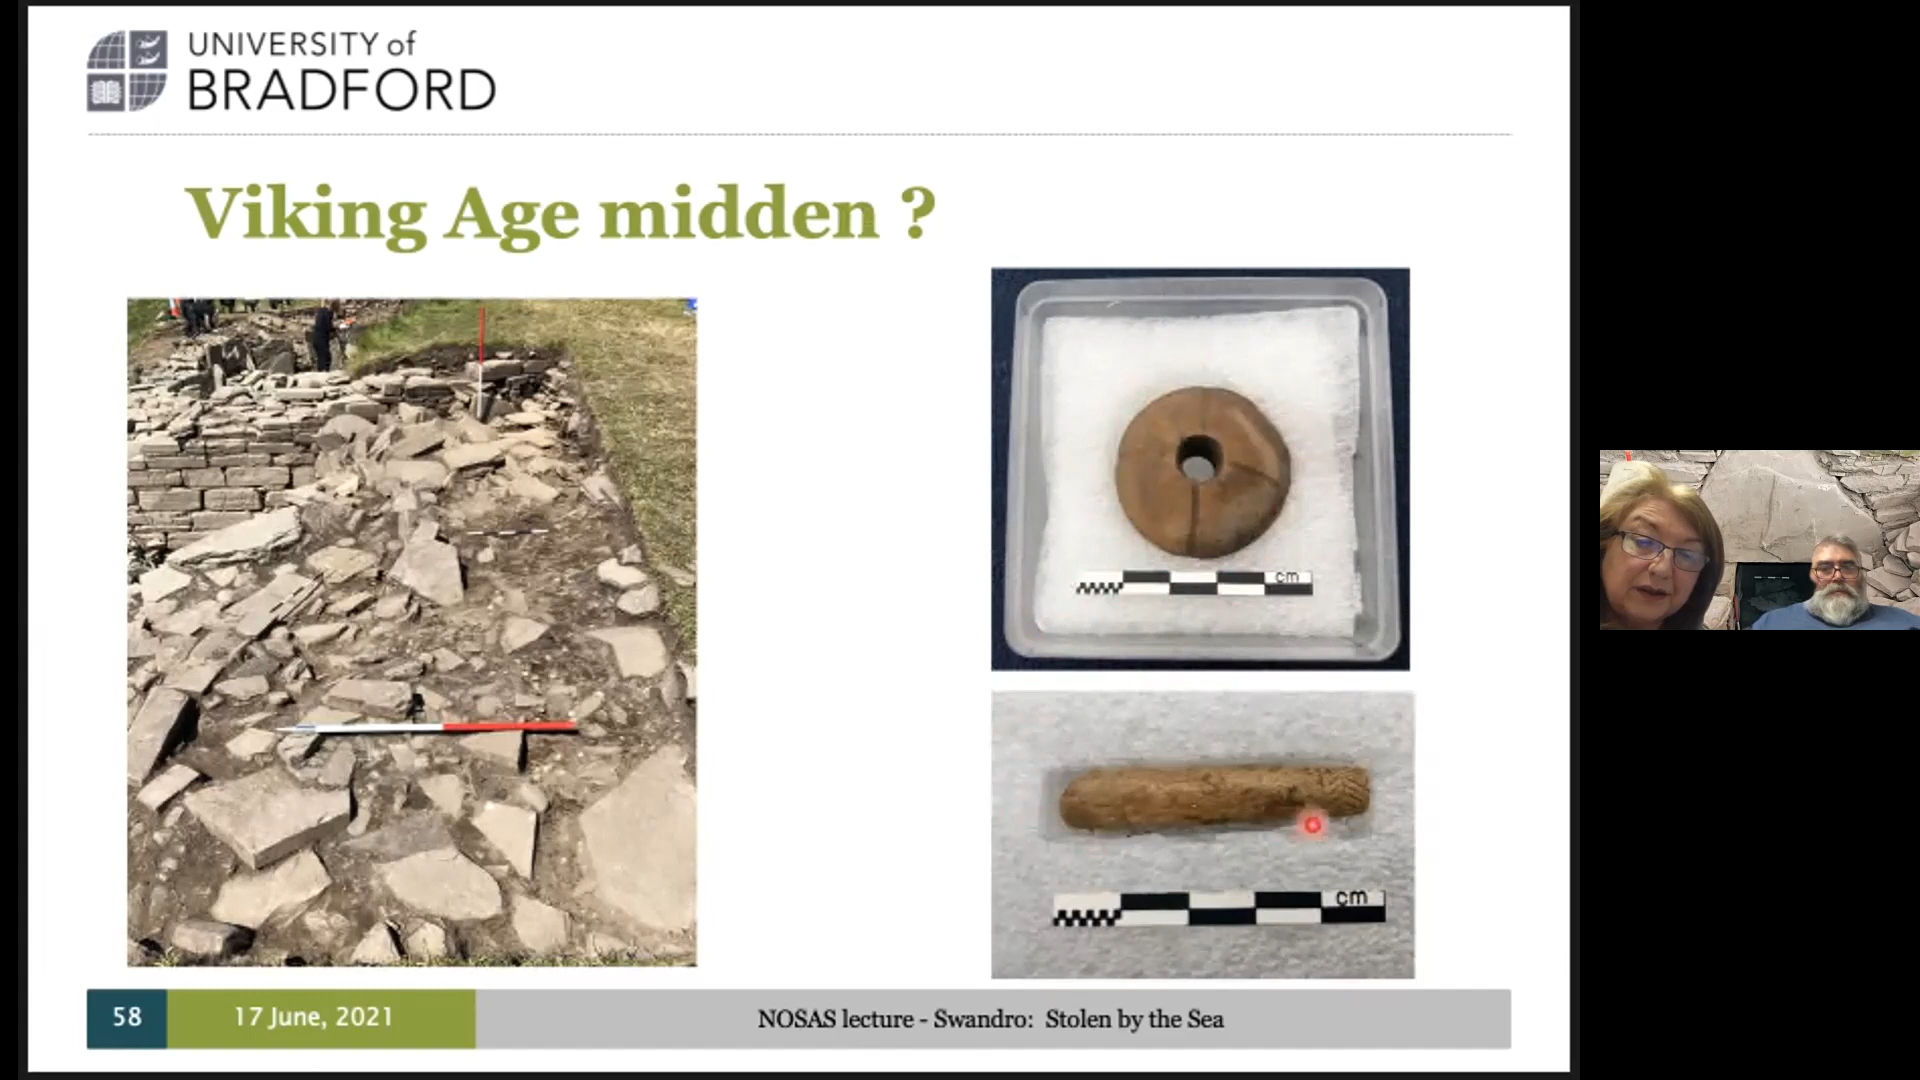 UNIVERSITY of
BRADFORD
Viking Age midden ?
cm
cm
58
17 June, 2021
NOSAS lecture - Swandro: Stolen by the Sea